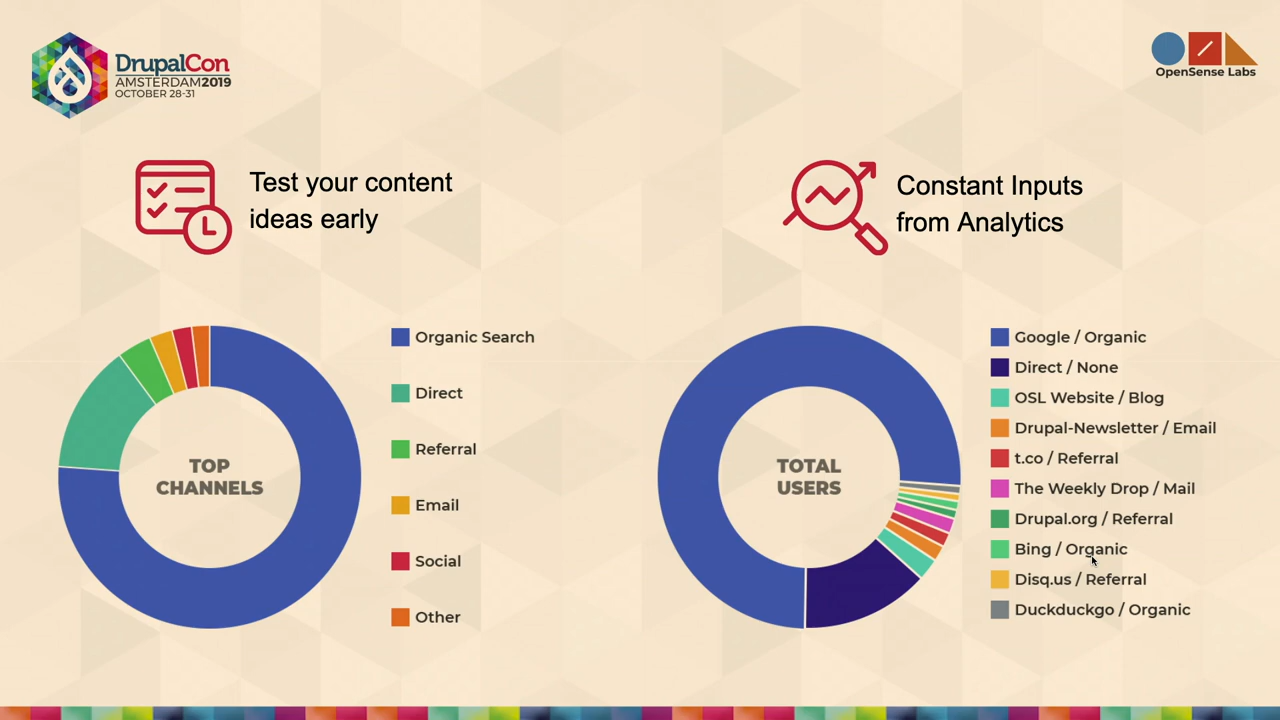 DrupalCon
AMSTERDAM2019
OCTOBER 28-31
OpenSense Labs
Test your content
ideas early
Constant Inputs
from Analytics
TOP
CHANNELS
Organic Search
Direct
Referral
Email
Social
Other
TOTAL
USERS
Google / Organic
Direct / None
OSL Website / Blog
Drupal-Newsletter / Email
t.co / Referral
The Weekly Drop / Mail
Drupal.org / Referral
Bing / Organic
Disq.us / Referral
Duckduckgo / Organic